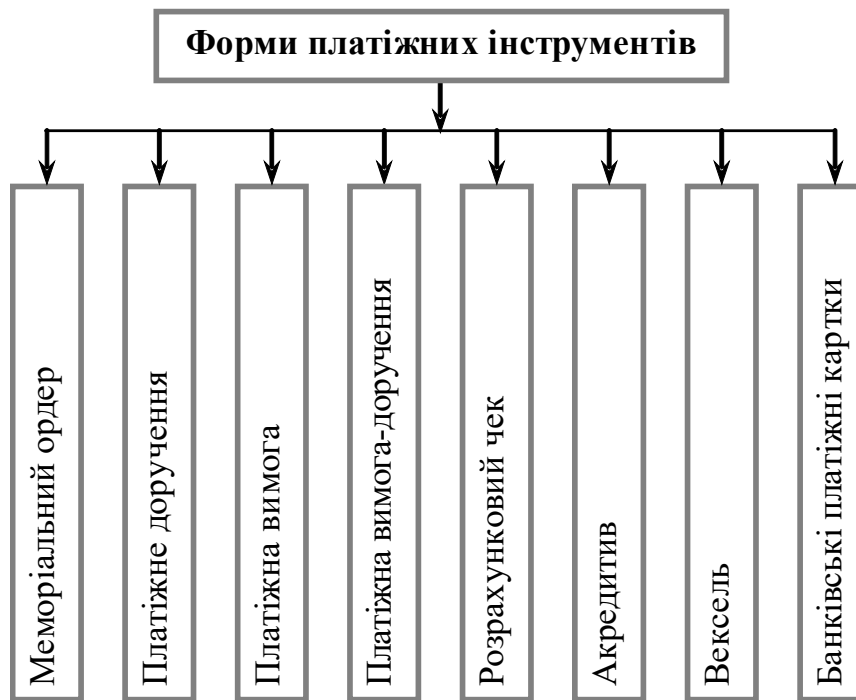 Форми платіжних інструментів
Меморіальний ордер
Платіжне доручення
Платіжна вимога
Платіжна вимога-доручення
Розрахунковий чек
Акредитив
Вексель
Банківські платіжні картки